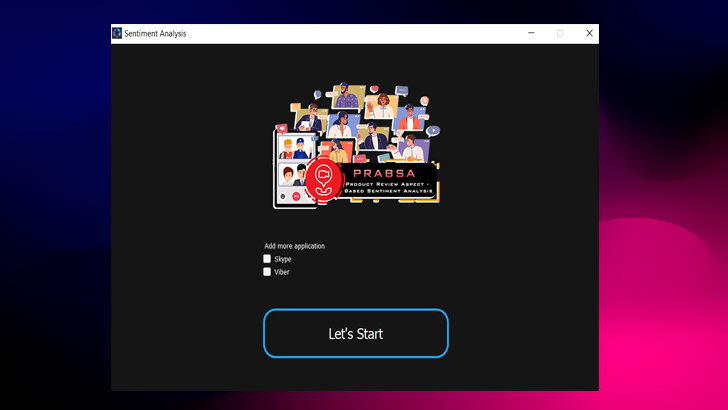 Sentiment Analysis
PRABSA
Product Review Aspect -
Based Sentiment Analysis
Add more application
Skype
Viber
Let's Start